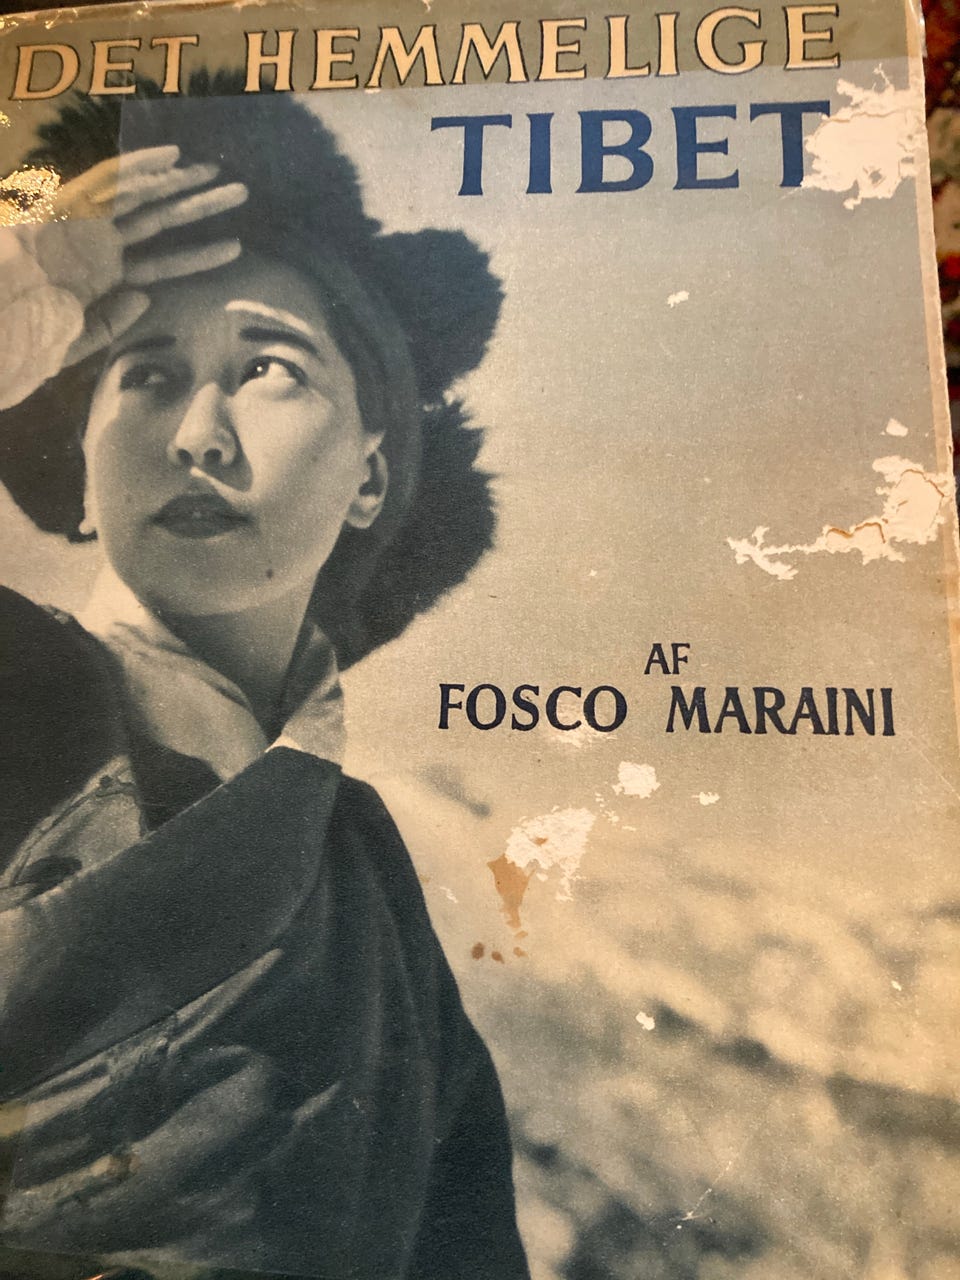 DET HEMMELIGE
TIBET
AF
FOSCO MARAINI